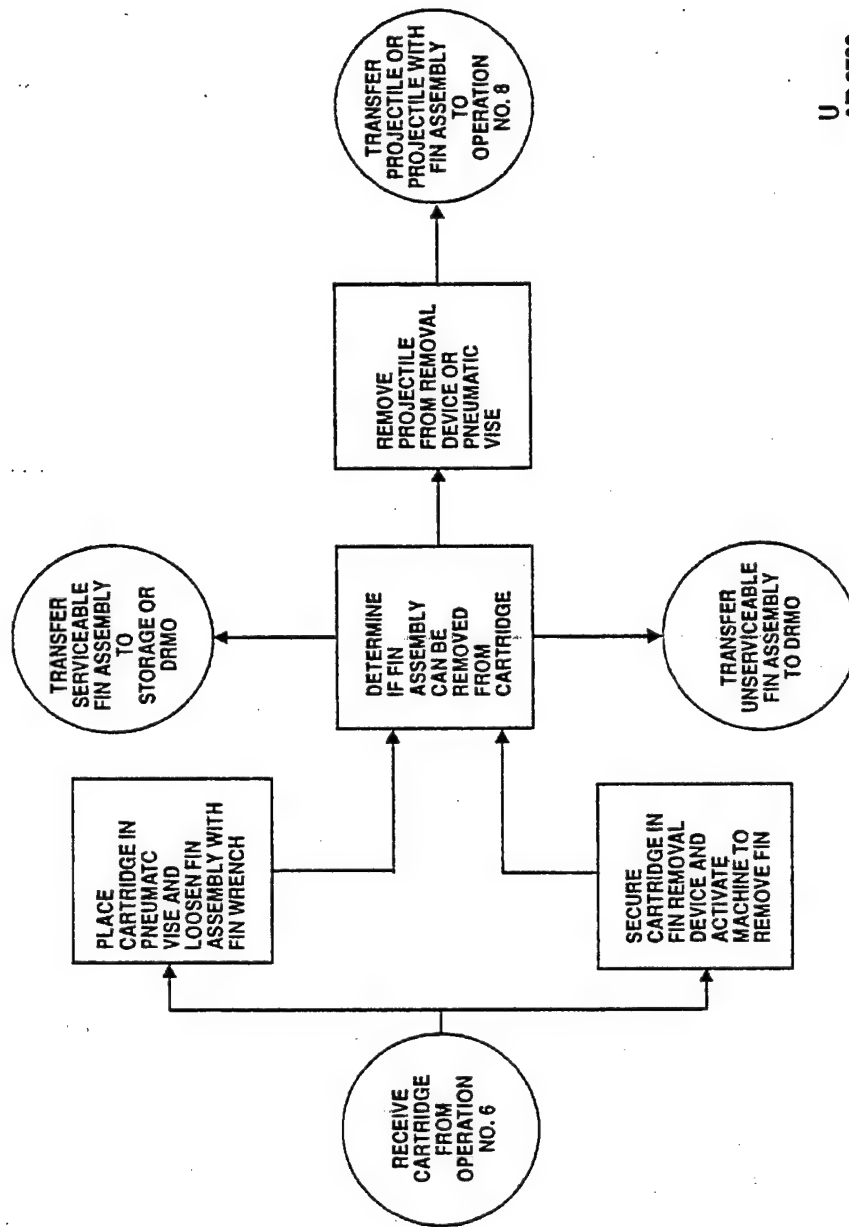 RECEIVE
CARTRIDGE
FROM
OPERATION
NO. 6
PLACE
CARTRIDGE IN
PNEUMATC
VISE AND
LOOSEN FIN
ASSEMBLY WITH
FIN WRENCH
SECURE
CARTRIDGE IN
FIN REMOVAL
DEVICE AND
ACTIVATE
MACHINE TO
REMOVE FIN
TRANSFER
SERVICEABLE
FIN ASSEMBLY
TO
STORAGE OR
DRMO
DETERMINE
IF FIN
ASSEMBLY
CAN BE
REMOVED
FROM
CARTRIDGE
TRANSFER
UNSERVICEABLE
FIN ASSEMBLY
TO DRMO
REMOVE
PROJECTILE
FROM REMOVAL
DEVICE OR
PNEUMATIC
VISE
TRANSFER
PROJECTILE OR
PROJECTILE WITH
FIN ASSEMBLY
TO
OPERATION
NO. 8
U